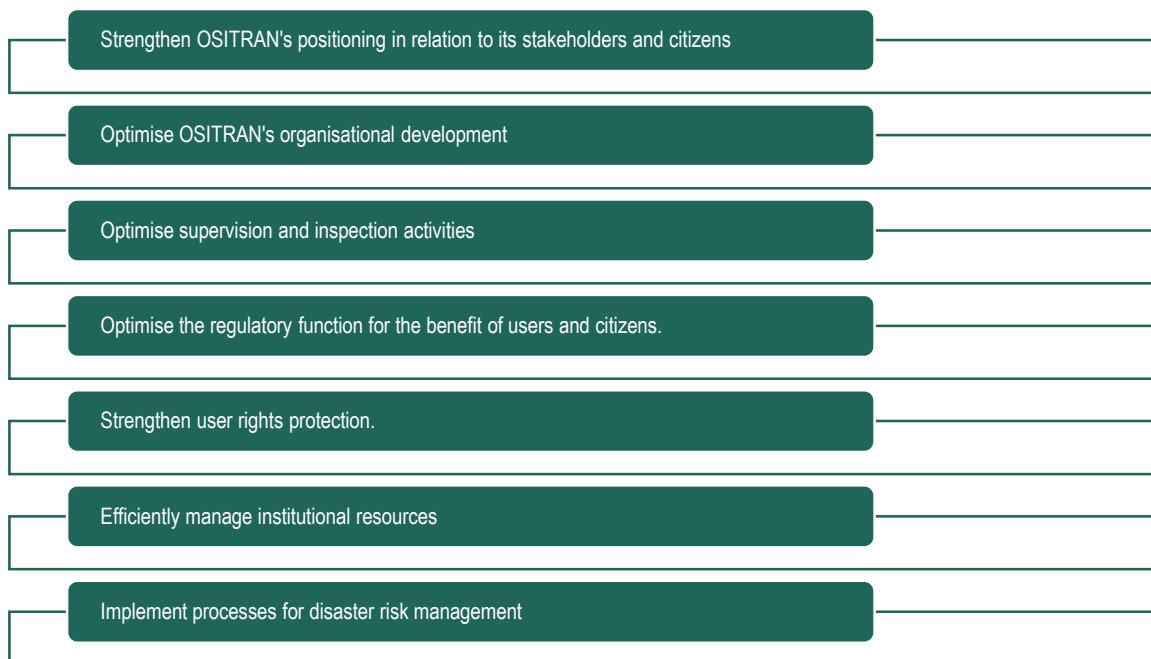 Strengthen OSITRAN's positioning in relation to its stakeholders and citizens
Optimise OSITRAN's organisational development
Optimise supervision and inspection activities
Optimise the regulatory function for the benefit of users and citizens.
Strengthen user rights protection.
Efficiently manage institutional resources
Implement processes for disaster risk management